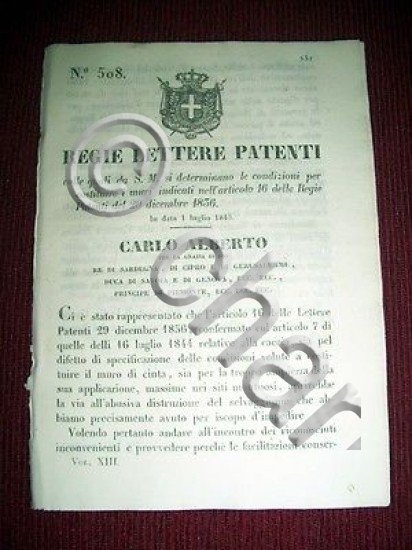 N.º 508.
REGIE LETTERE PATENTI
colle quali da S. M. si determinano le condizioni per
costituire i muri indicati nell'articolo 16 delle Regie
Patenti del 29 dicembre 1836.
In data 1 luglio 1845.
CARLO ALBERTO
PER LA GRAZIA DI DIO
RE DI SARDEGNA, DI CIPRO E DI GERUSALEMME,
DUCA DI SAVOIA E DI GENOVA, ECC. ECC.,
PRINCIPE DI PIEMONTE, ECC. ECC. ECC.
Ci è stato rappresentato che l'articolo 16 delle Lettere
Patenti 29 dicembre 1836 confermato coll'articolo 7 di
quelle delli 16 luglio 1844 relative alla caccia, pel
difetto di specificazione delle condizioni volute a
tuire il muro di cinta, sia per la
sua applicazione, massime nei siti montuosi,
la via all'abusiva distruzione del selvaggiume che ab-
biamo precisamente avuto per iscopo d'impedire
Volendo pertanto andare all'incontro dei riconosciuti
inconvenienti e provvedere perchè le facilitazioni conser-
Vol. XIII.
©
cherl